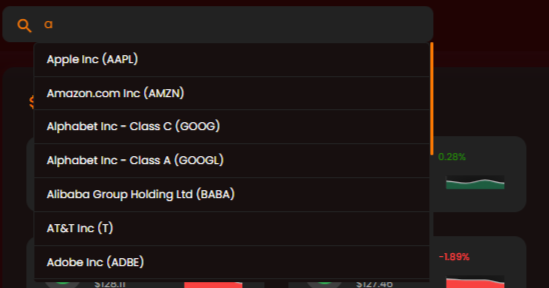 a
Apple Inc (AAPL)
Amazon.com Inc (AMZN)
$
Alphabet Inc - Class C (GOOG)
Alphabet Inc - Class A (GOOGL)
0.28%
Alibaba Group Holding Ltd (BABA)
AT&T Inc (T)
Adobe Inc (ADBE)
-1.89%
$128.11
$127.46